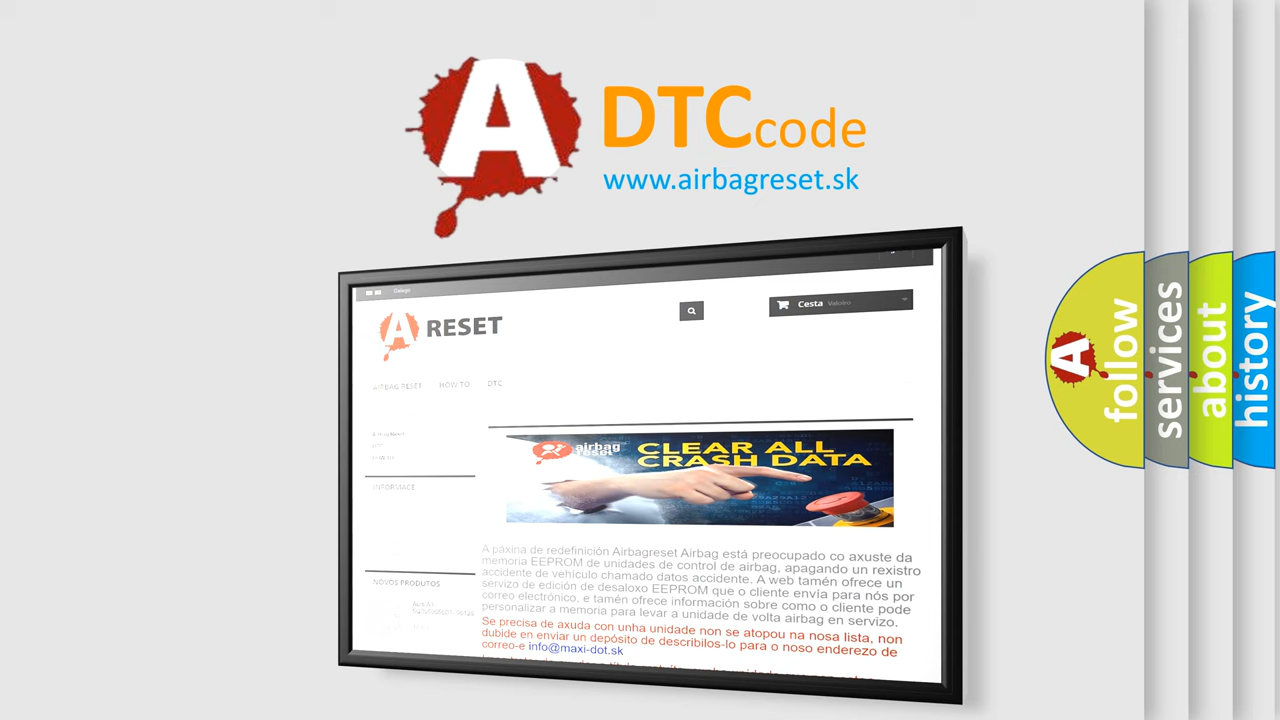 A
DTCcode
www.airbagreset.sk
Galego
A RESET
Cesta Valeiro
AIRBAG RESET HOW TO DTC
Airbag Reset
INFORMACE
airbag
reset
CLEAR ALL
CRASH DATA
A páxina de redefinición Airbagreset Airbag está preocupado co axuste da
memoria EEPROM de unidades de control de airbag, apagando un rexistro
accidente de vehículo chamado datos accidente. A web tamén ofrece un
servizo de edición de desaloxo EEPROM que o cliente envía para nós por
correo electrónico, e tamén ofrece información sobre como o cliente pode
personalizar a memoria para levar a unidade de volta airbag en servizo.
Se precisa de axuda con unha unidade non se atopou na nosa lista, non
dubide en enviar un depósito de describilos-lo para o noso enderezo de
correo-e info@maxi-dot.sk
NOVOS PRODUTOS
A
follow
services
about
history